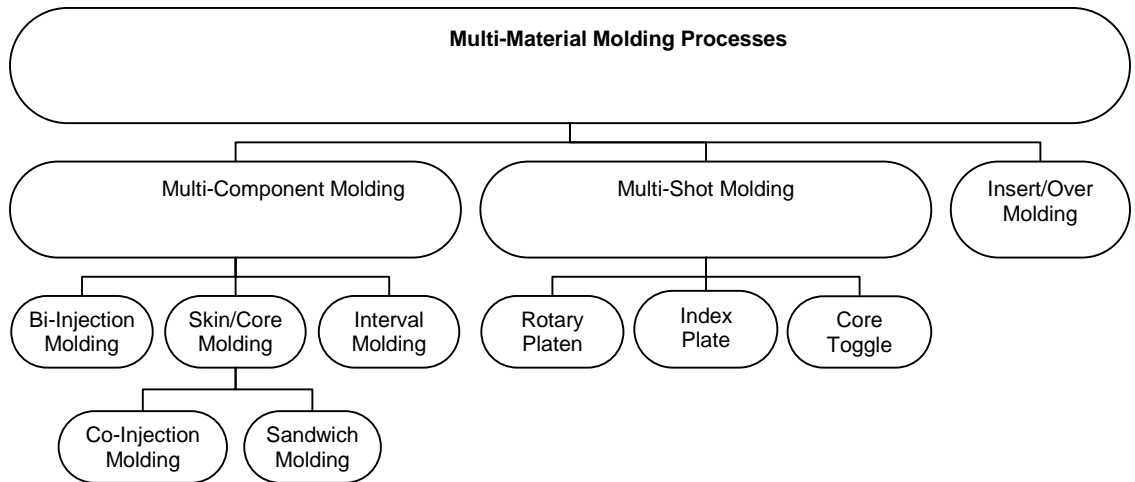 Multi-Material Molding Processes
Multi-Component Molding
Multi-Shot Molding
Insert/Over
Molding
Bi-Injection
Molding
Skin/Core
Molding
Interval
Molding
Rotary
Platen
Index
Plate
Core
Toggle
Co-Injection
Molding
Sandwich
Molding